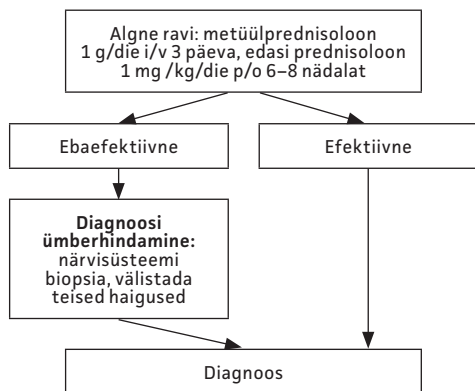 Algne ravi: metüülprednisoloon
1 g/die i/v 3 päeva, edasi prednisoloon
1 mg /kg/die p/o 6–8 nädalat
Ebaefektiivne
Efektiivne
Diagnoosi
ümberhindamine:
närvisüsteemi
biopsia, välistada
teised haigused
Diagnoos